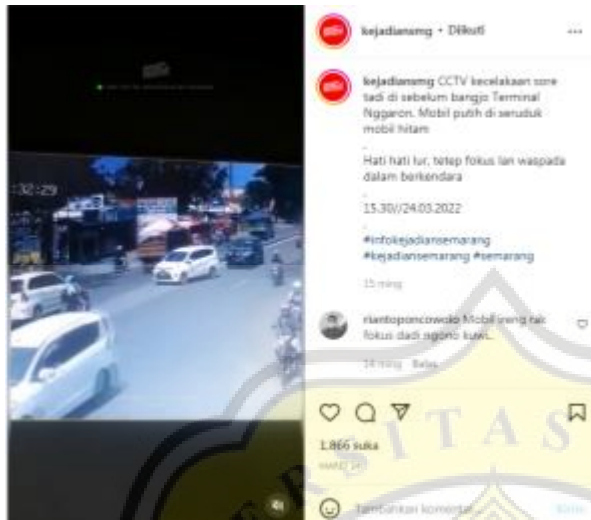 kejadiansmg • Diikuti
kejadiansmg CCTV kecelakaan sore
tadi di sebelum bangjo Terminal
Nggaron. Mobil putih di seruduk
mobil hitam
.
Hati hati lur, tetep fokus lan waspada
dalam berkendara
.
15.30//24.03.2022
.
#infokejadiansemarang
#kejadiansemarang #semarang
15 ming
riantoponcowolo Mobil ireng rak
fokus dadi ngono kuwi..
14 ming Balas
1.866 suka
Tambahkan komentar...
Kirim
:32:29
R S I T A S